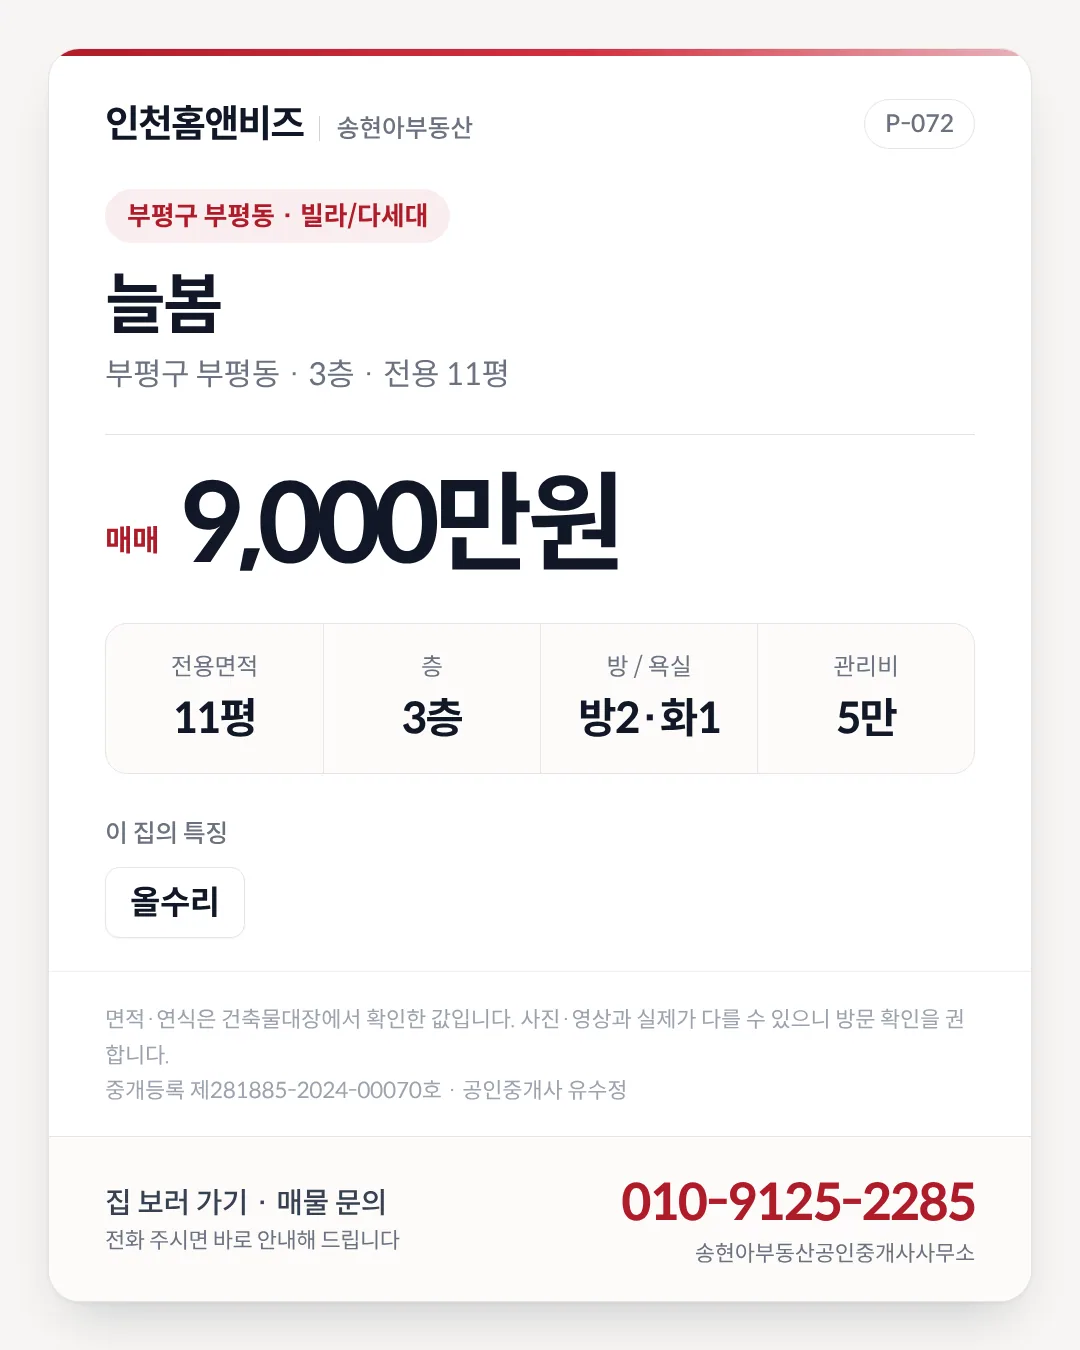 인천홈앤비즈 송현아부동산 P-072
부평구 부평동 · 빌라/다세대
늘봄
부평구 부평동 · 3층 · 전용 11평
매매 9,000만원
전용면적 층 방 / 욕실 관리비
11평 3층 방2·화1 5만
이 집의 특징
올수리
면적·연식은 건축물대장에서 확인한 값입니다. 사진·영상과 실제가 다를 수 있으니 방문 확인을 권
합니다.
중개등록 제281885-2024-00070호 · 공인중개사 유수정
집 보러 가기 · 매물 문의 010-9125-2285
전화 주시면 바로 안내해 드립니다 송현아부동산공인중개사사무소